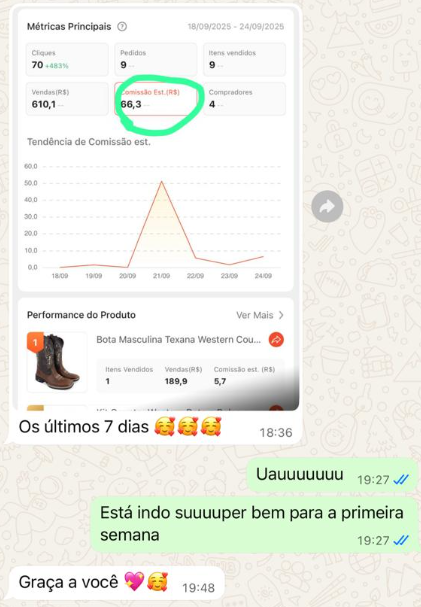 Métricas Principais ? 18/09/2025 - 24/09/2025
Cliques Pedidos Itens vendidos
70 +483% 9 -- 9 --
Vendas(R$) Comissão Est.(R$) Compradores
610,1 -- 66,3 -- 4 --
Tendência de Comissão est.
60,0
50,0
40,0
30,0
20,0
10,0
0,0
18/09 19/09 20/09 21/09 22/09 23/09 24/09
Performance do Produto Ver Mais >
1 Bota Masculina Texana Western Cou...
Itens Vendidos Vendas(R$) Comissão est. (R$)
1 189,9 5,7
Os últimos 7 dias 🥰🥰🥰 18:36
Uauuuuuuu 19:27
Está indo suuuuper bem para a primeira
semana 19:27
Graça a você 💖🥰 19:48